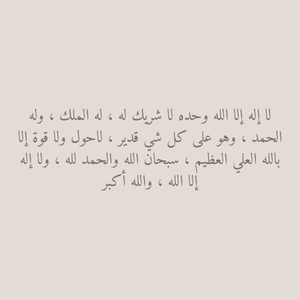 لا إله إلا الله وحده لا شريك له ، له الملك ، وله
الحمد ، وهو على كل شي قدير ، لاحول ولا قوة إلا
بالله العلي العظيم ، سبحان الله والحمد لله ، ولا إله
إلا الله ، والله أكبر